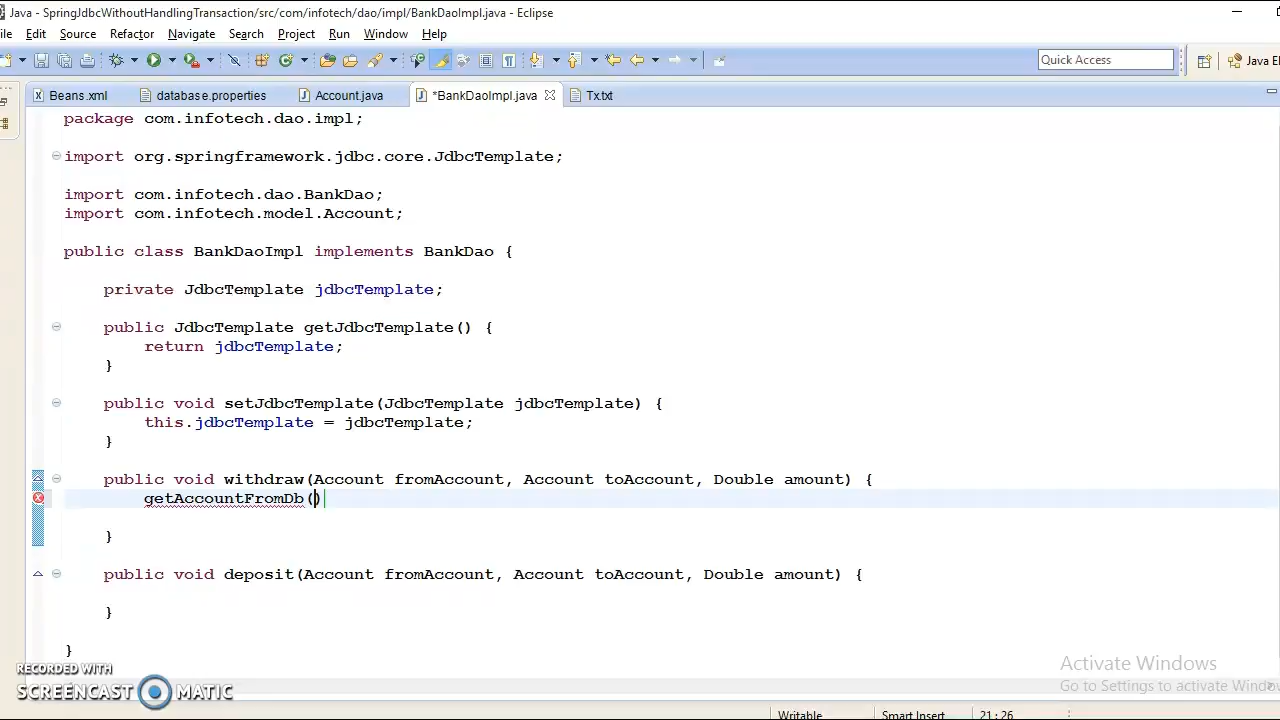 Java - SpringJdbcWithoutHandlingTransaction/src/com/infotech/dao/impl/BankDaoImpl.java - Eclipse
ile Edit Source Refactor Navigate Search Project Run Window Help
Quick Access
Java E
Beans.xml database.properties Account.java *BankDaoImpl.java Tx.txt
package com.infotech.dao.impl;
import org.springframework.jdbc.core.JdbcTemplate;
import com.infotech.dao.BankDao;
import com.infotech.model.Account;
public class BankDaoImpl implements BankDao {
private JdbcTemplate jdbcTemplate;
public JdbcTemplate getJdbcTemplate() {
return jdbcTemplate;
}
public void setJdbcTemplate(JdbcTemplate jdbcTemplate) {
this.jdbcTemplate = jdbcTemplate;
}
public void withdraw(Account fromAccount, Account toAccount, Double amount) {
getAccountFromDb()
}
public void deposit(Account fromAccount, Account toAccount, Double amount) {
}
}
RECORDED WITH
SCREENCAST MATIC
Activate Windows
Go to Settings to activate Windo
Writable Smart Insert 21:26